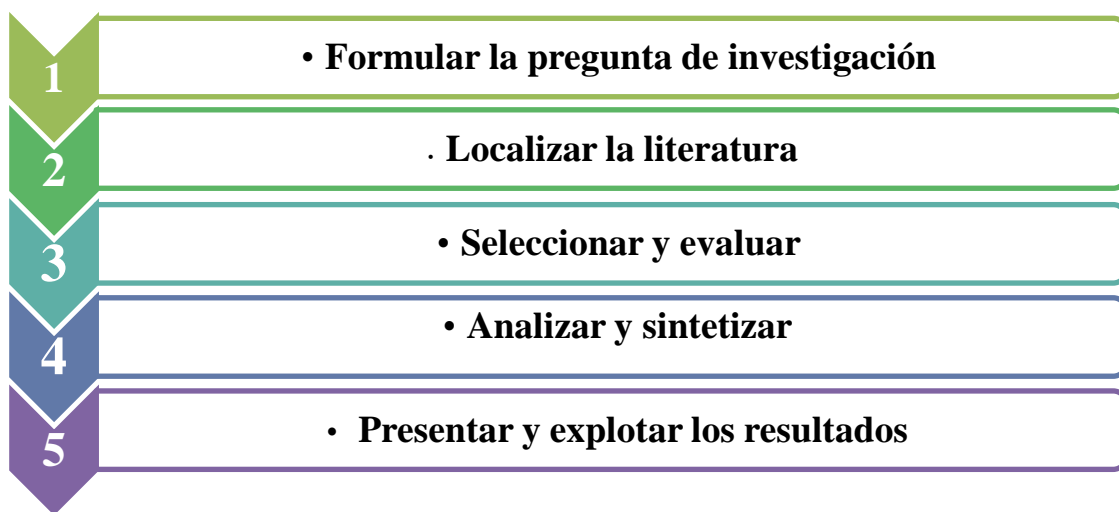 1
• Formular la pregunta de investigación
2
. Localizar la literatura
3
• Seleccionar y evaluar
4
• Analizar y sintetizar
5
• Presentar y explotar los resultados